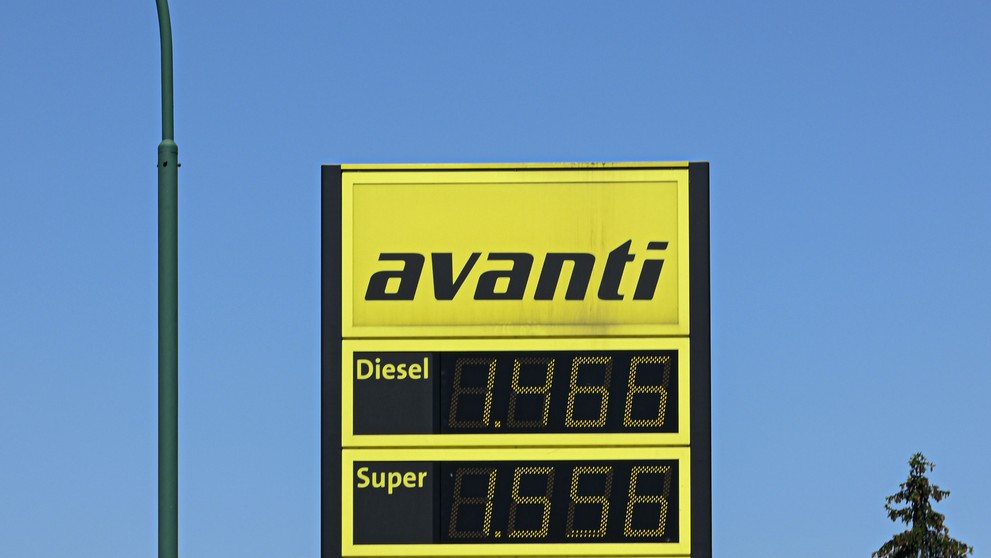 avanti
Diesel 1.466
Super 1.556